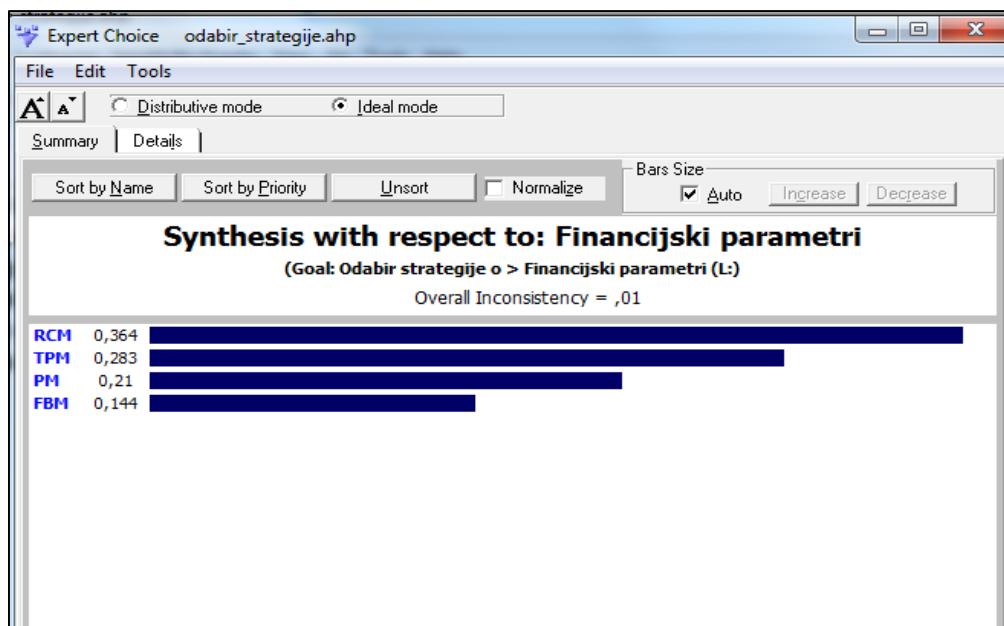 Expert Choice odabir_strategije.ahp
File Edit Tools
A A Distributive mode Ideal mode
Summary Details
Bars Size
Sort by Name Sort by Priority Unsort Normalize Auto Increase Decrease
Synthesis with respect to: Financijski parametri
(Goal: Odabir strategije o > Financijski parametri (L:)
Overall Inconsistency = ,01
RCM 0,364
TPM 0,283
PM 0,21
FBM 0,144